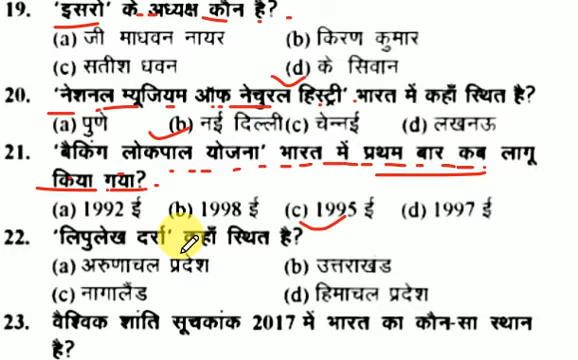 19. 'इसरो' के अध्यक्ष कौन है?
(a) जी माधवन नायर (b) किरण कुमार
(c) सतीश धवन (d) के सिवान
20. 'नेशनल म्यूजियम ऑफ नेचुरल हिस्ट्री' भारत में कहाँ स्थित है?
(a) पुणे (b) नई दिल्ली(c) चेन्नई (d) लखनऊ
21. 'बैकिंग लोकपाल योजना' भारत में प्रथम बार कब लागू
किया गया?
(a) 1992 ई (b) 1998 ई (c) 1995 ई (d) 1997 ई
22. 'लिपुलेख दर्रा' कहाँ स्थित है?
(a) अरुणाचल प्रदेश (b) उत्तराखंड
(c) नागालैंड (d) हिमाचल प्रदेश
23. वैश्विक शांति सूचकांक 2017 में भारत का कौन-सा स्थान
है?